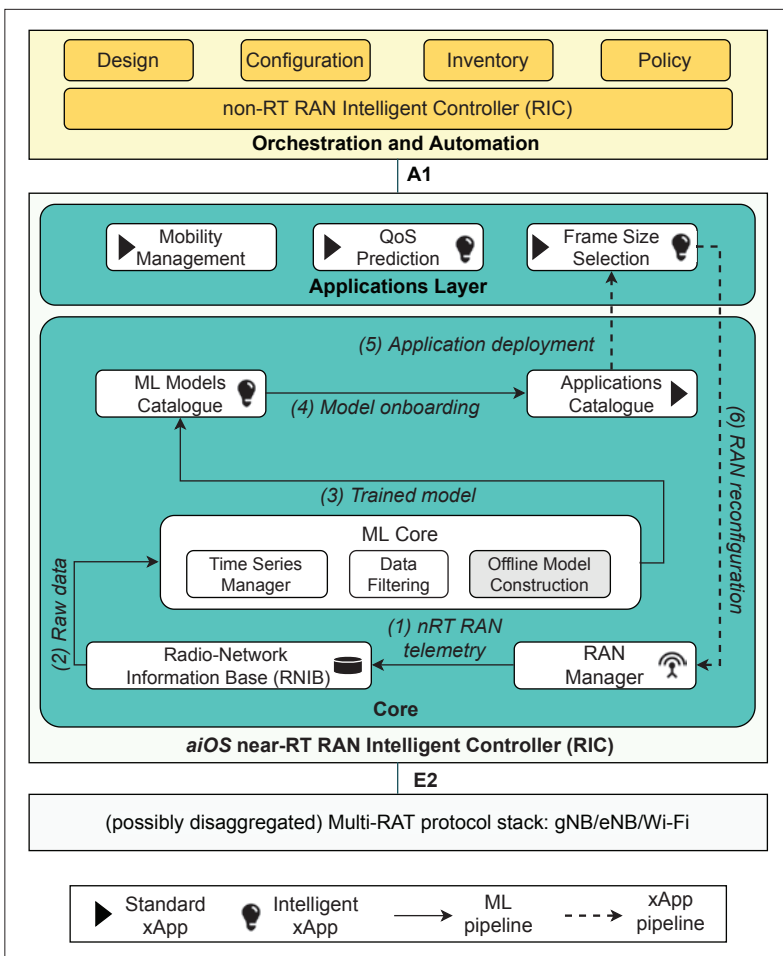 Design
Configuration
Inventory
Policy
non-RT RAN Intelligent Controller (RIC)
Orchestration and Automation
A1
Mobility
Management
QoS
Prediction
Frame Size
Selection
Applications Layer
(5) Application deployment
ML Models
Catalogue
(4) Model onboarding
Applications
Catalogue
(6) RAN reconfiguration
(3) Trained model
ML Core
Time Series
Manager
Data
Filtering
Offline Model
Construction
(2) Raw data
(1) nRT RAN
telemetry
Radio-Network
Information Base (RNIB)
RAN
Manager
Core
aiOS near-RT RAN Intelligent Controller (RIC)
E2
(possibly disaggregated) Multi-RAT protocol stack: gNB/eNB/Wi-Fi
Standard
xApp
Intelligent
xApp
ML
pipeline
xApp
pipeline